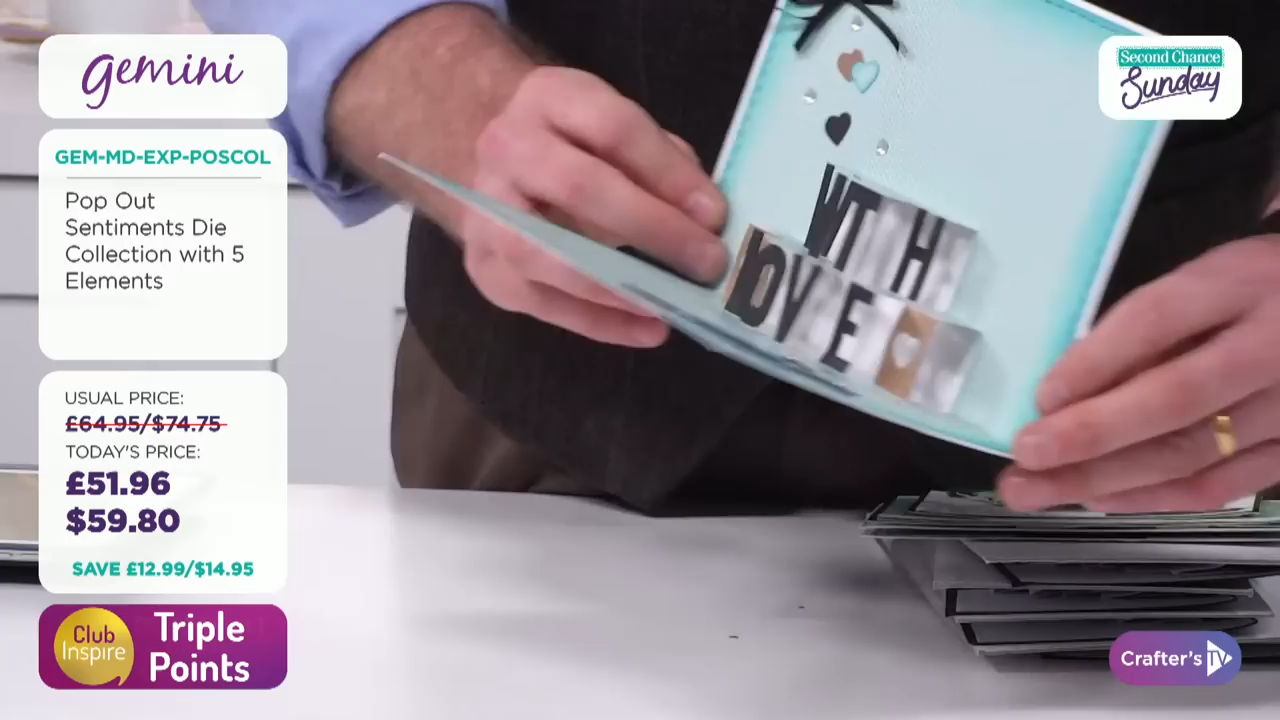 gemini
GEM-MD-EXP-POSCOL
Pop Out
Sentiments Die
Collection with 5
Elements
USUAL PRICE:
£64.95/$74.75
TODAY'S PRICE:
£51.96
$59.80
SAVE £12.99/$14.95
Club
Inspire
Triple
Points
Second Chance
Sunday
WITH
LOVE
Crafter's TV